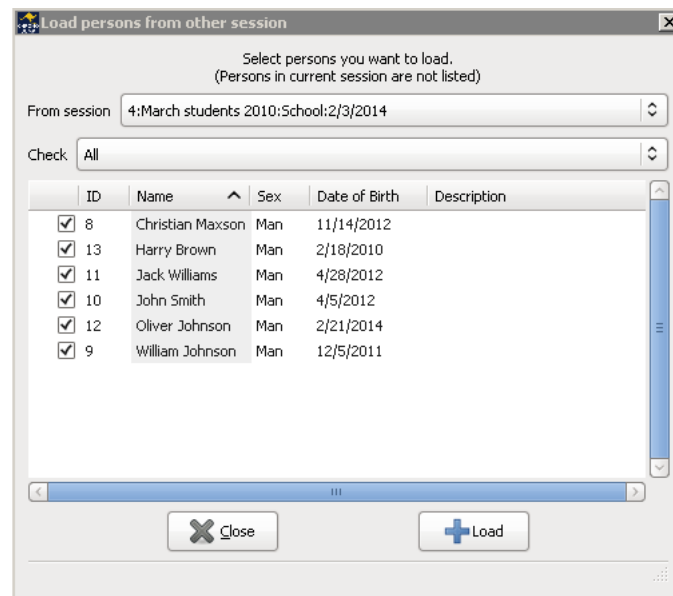 Load persons from other session
Select persons you want to load.
(Persons in current session are not listed)
From session 4:March students 2010:School:2/3/2014
Check All
ID Name Sex Date of Birth Description
8 Christian Maxson Man 11/14/2012
13 Harry Brown Man 2/18/2010
11 Jack Williams Man 4/28/2012
10 John Smith Man 4/5/2012
12 Oliver Johnson Man 2/21/2014
9 William Johnson Man 12/5/2011
Close Load